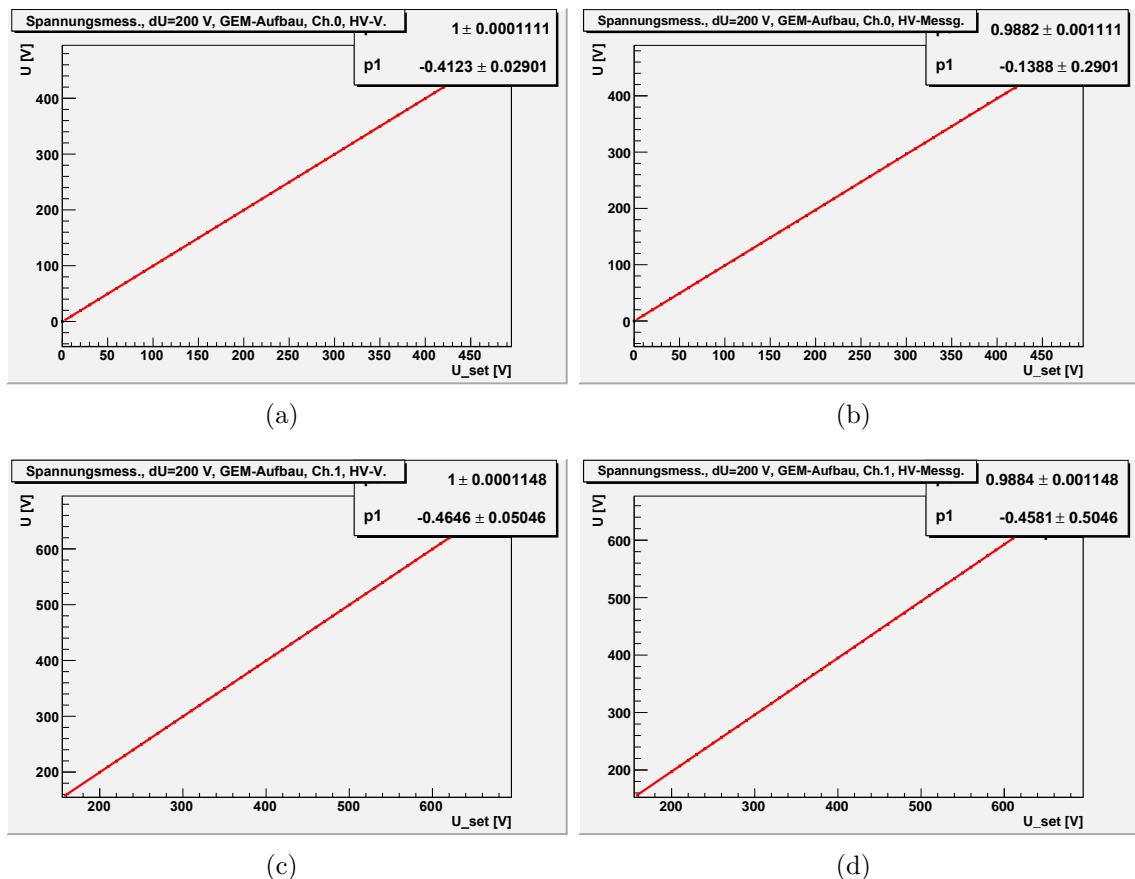 Spannungsmess., dU=200 V, GEM-Aufbau, Ch.0, HV-V.
1 ± 0.0001111
p1 -0.4123 ± 0.02901
U [V]
400
300
200
100
0
0 50 100 150 200 250 300 350 400 450
U_set [V]
(a)
Spannungsmess., dU=200 V, GEM-Aufbau, Ch.0, HV-Messg.
0.9882 ± 0.001111
p1 -0.1388 ± 0.2901
U [V]
400
300
200
100
0
0 50 100 150 200 250 300 350 400 450
U_set [V]
(b)
Spannungsmess., dU=200 V, GEM-Aufbau, Ch.1, HV-V.
1 ± 0.0001148
p1 -0.4646 ± 0.05046
U [V]
600
500
400
300
200
200 300 400 500 600
U_set [V]
(c)
Spannungsmess., dU=200 V, GEM-Aufbau, Ch.1, HV-Messg.
0.9884 ± 0.001148
p1 -0.4581 ± 0.5046
U [V]
600
500
400
300
200
200 300 400 500 600
U_set [V]
(d)